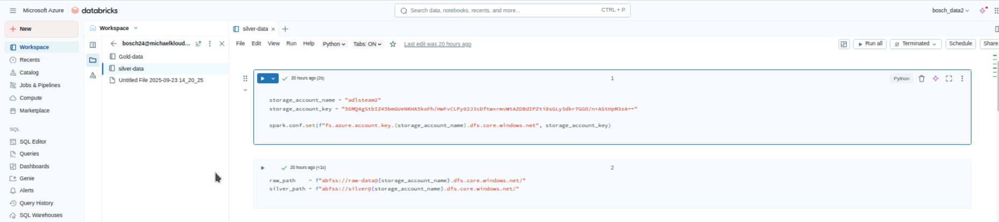 Microsoft Azure databricks
Search data, notebooks, recents, and more... CTRL + P
bosch_data2
New
Workspace
Recents
Catalog
Jobs & Pipelines
Compute
Marketplace
SQL
SQL Editor
Queries
Dashboards
Genie
Alerts
Query History
SQL Warehouses
Workspace
bosch24@michaelkloud...
Gold-data
silver-data
Untitled File 2025-09-23 14_20_25
silver-data
File Edit View Run Help Python Tabs: ON Last edit was 20 hours ago
Run all Terminated Schedule Share
20 hours ago (2s) 1 Python
storage_account_name = "adlsteam2"
storage_account_key =
spark.conf.set(f"fs.azure.account.key.{storage_account_name}.dfs.core.windows.net", storage_account_key)
20 hours ago (<1s) 2
raw_path = f"abfss://raw-data@{storage_account_name}.dfs.core.windows.net/"
silver_path = f"abfss://silver@{storage_account_name}.dfs.core.windows.net/"